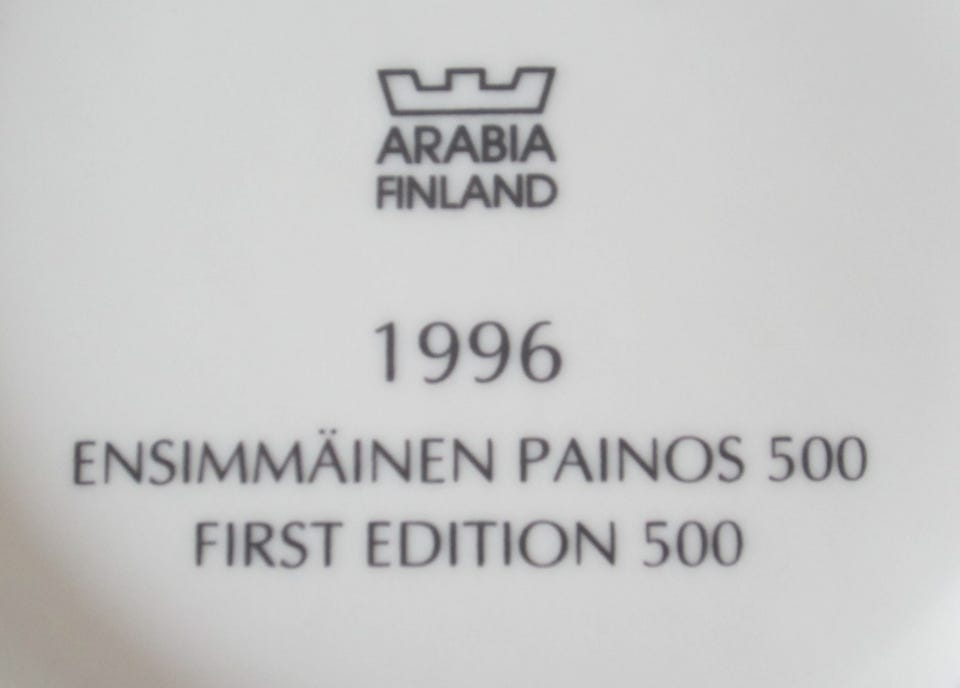 ARABIA
FINLAND
1996
ENSIMMÄINEN PAINOS 500
FIRST EDITION 500